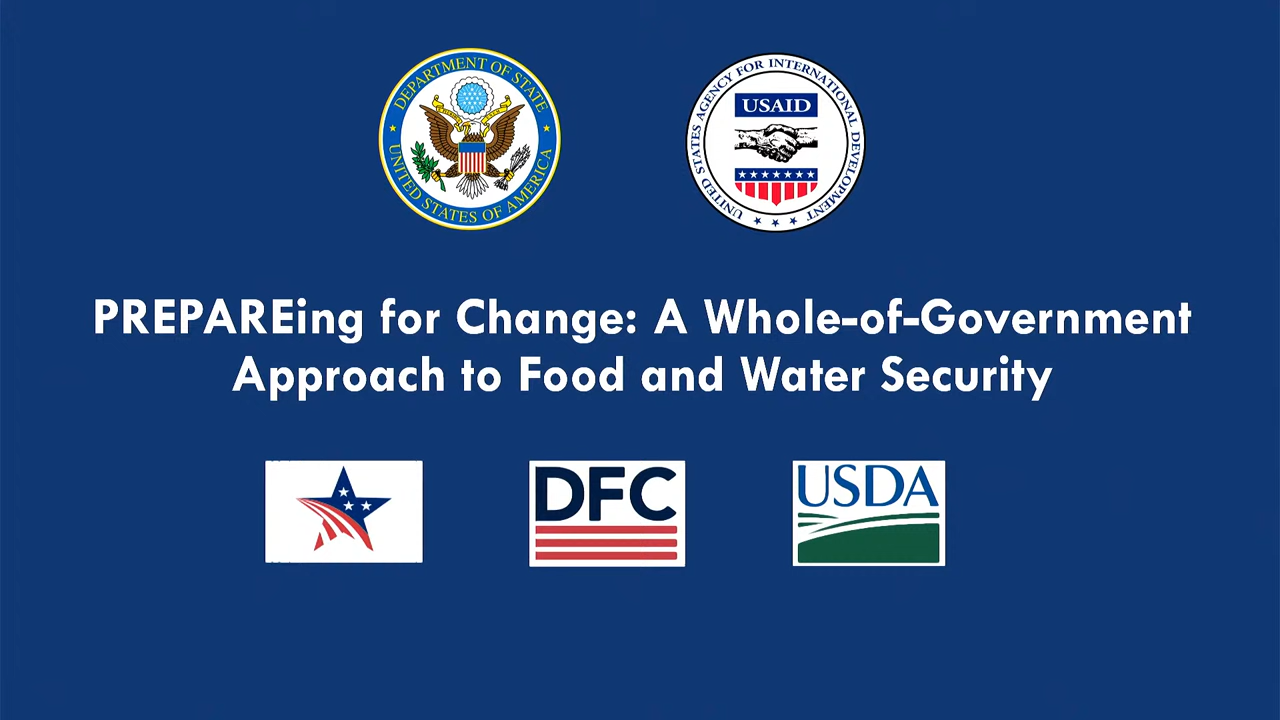 DEPARTMENT OF STATE
UNITED STATES OF AMERICA
UNITED STATES AGENCY FOR INTERNATIONAL DEVELOPMENT
USAID
PREPAREing for Change: A Whole-of-Government
Approach to Food and Water Security
DFC
USDA